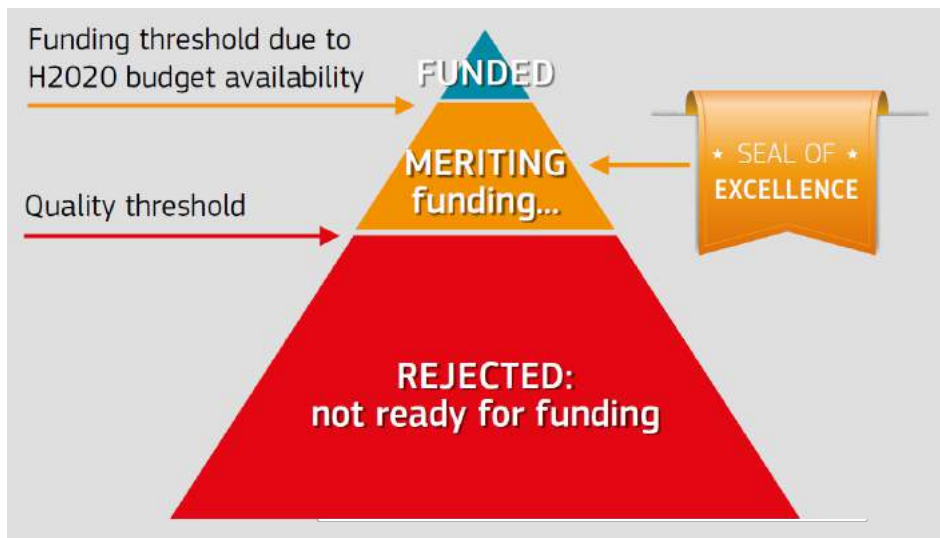 Funding threshold due to
H2020 budget availability
FUNDED
MERITING
funding...
★ SEAL OF ★
EXCELLENCE
Quality threshold
REJECTED:
not ready for funding